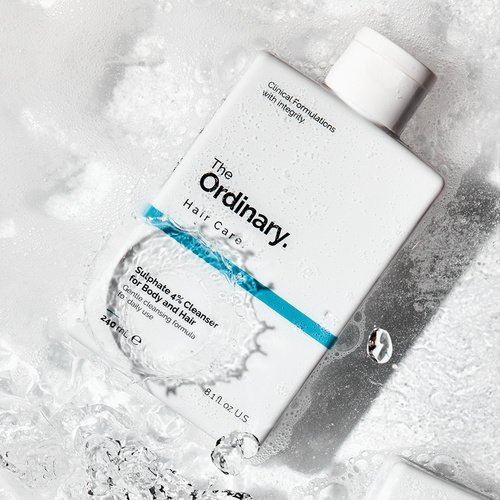 Clinical Formulations
with integrity.
The
Ordinary.
Hair Care
Sulphate 4% Cleanser
for Body and Hair
Gentle cleansing formula
for daily use
240 mL ℮
8.1 fl. oz. U.S.